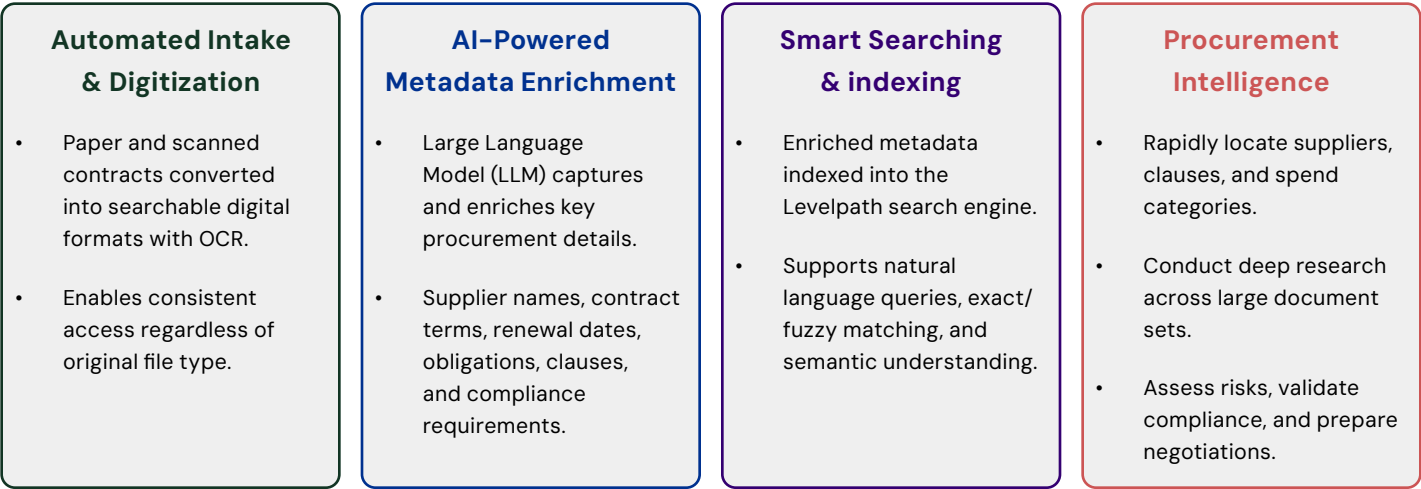 Automated Intake
& Digitization
• Paper and scanned
contracts converted
into searchable digital
formats with OCR.
• Enables consistent
access regardless of
original file type.
AI-Powered
Metadata Enrichment
• Large Language
Model (LLM) captures
and enriches key
procurement details.
• Supplier names, contract
terms, renewal dates,
obligations, clauses,
and compliance
requirements.
Smart Searching
& indexing
• Enriched metadata
indexed into the
Levelpath search engine.
• Supports natural
language queries, exact/
fuzzy matching, and
semantic understanding.
Procurement
Intelligence
• Rapidly locate suppliers,
clauses, and spend
categories.
• Conduct deep research
across large document
sets.
• Assess risks, validate
compliance, and prepare
negotiations.